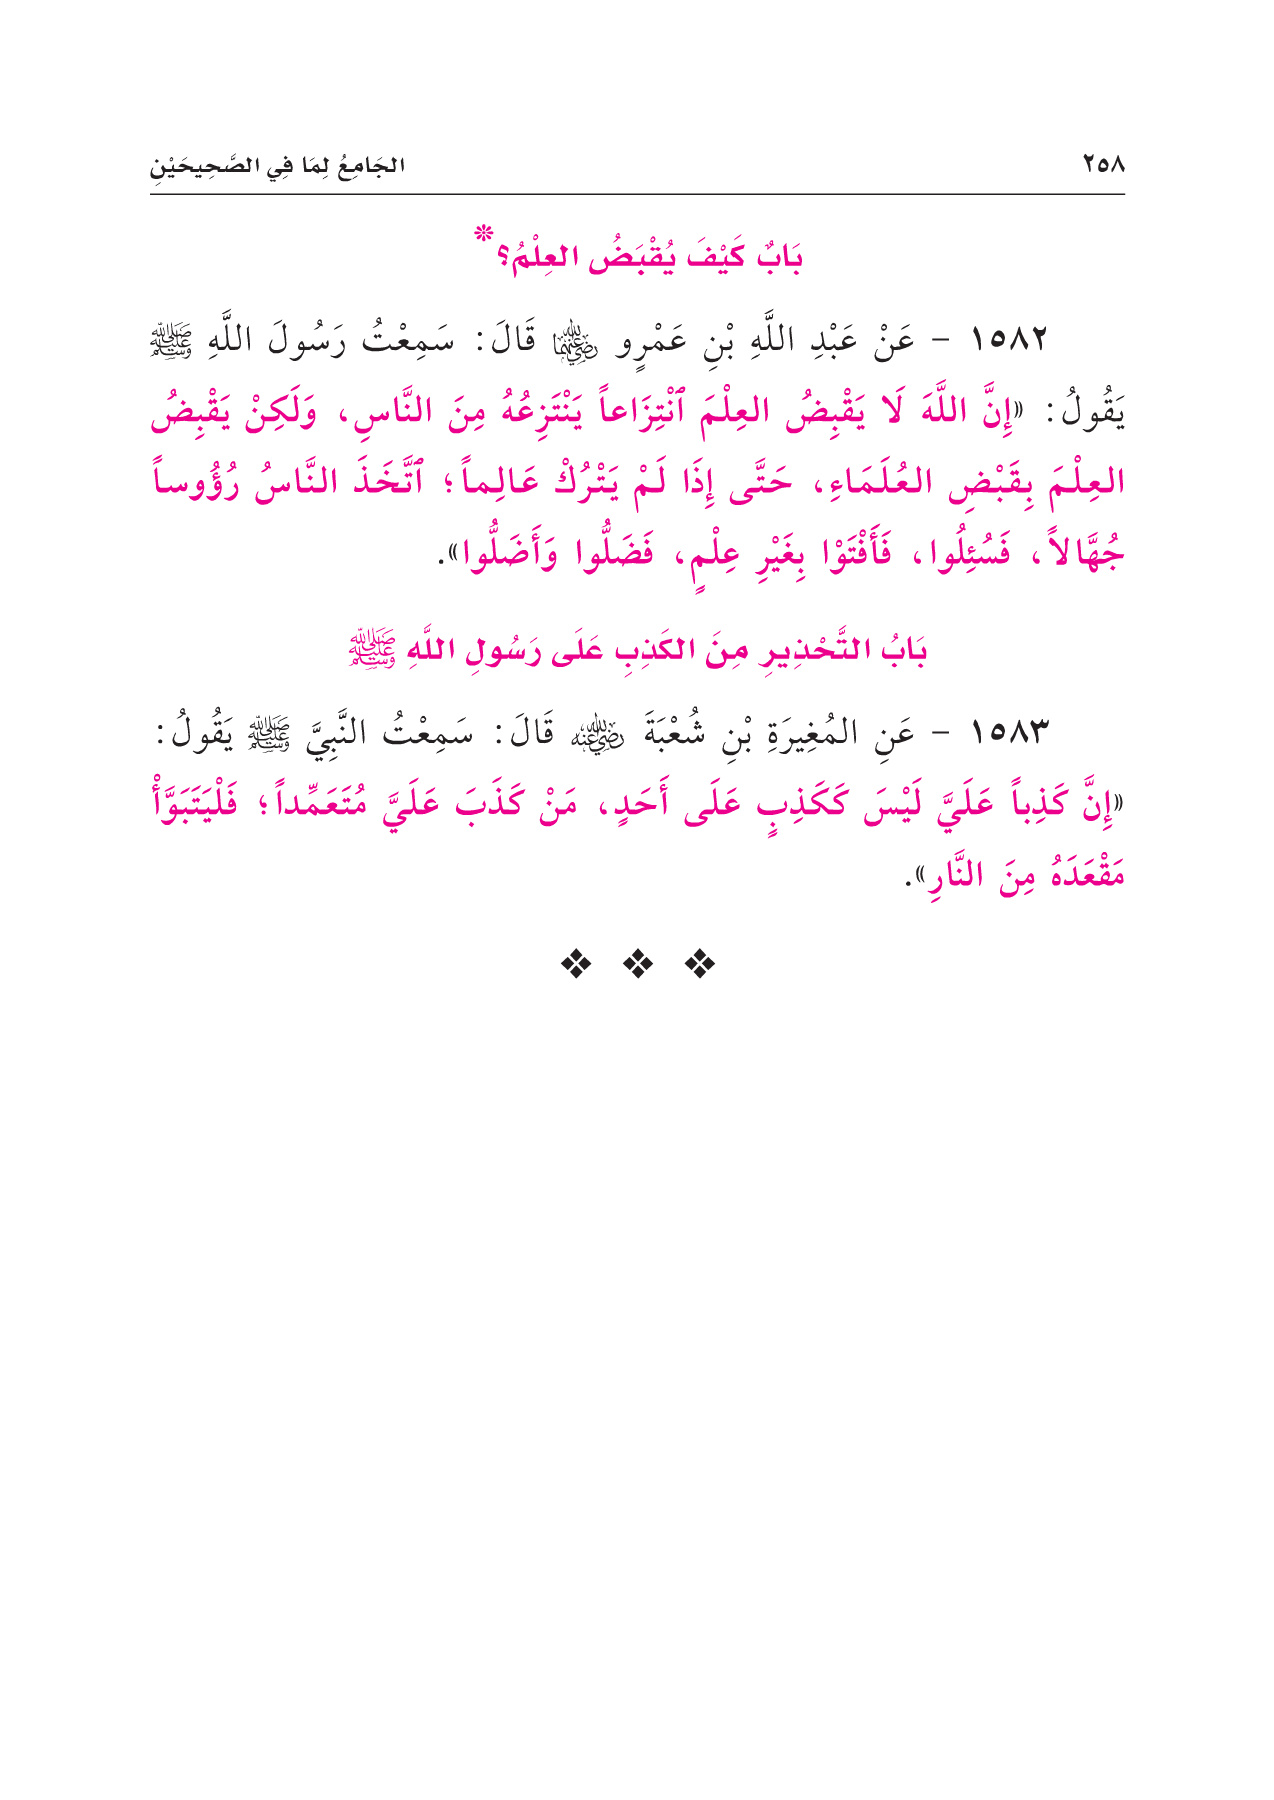 ٢٥٨ الجَامِعُ لِمَا فِي الصَّحِيحَيْنِ
بَابٌ كَيْفَ يُقْبَضُ العِلْمُ؟*
١٥٨٢ - عَنْ عَبْدِ اللَّهِ بْنِ عَمْرٍو رضي الله عنهما قَالَ: سَمِعْتُ رَسُولَ اللَّهِ ﷺ
يَقُولُ: «إِنَّ اللَّهَ لَا يَقْبِضُ العِلْمَ ٱنْتِزَاعاً يَنْتَزِعُهُ مِنَ النَّاسِ، وَلَكِنْ يَقْبِضُ
العِلْمَ بِقَبْضِ العُلَمَاءِ، حَتَّى إِذَا لَمْ يَتْرُكْ عَالِماً؛ ٱتَّخَذَ النَّاسُ رُؤُوساً
جُهَّالاً، فَسُئِلُوا، فَأَفْتَوْا بِغَيْرِ عِلْمٍ، فَضَلُّوا وَأَضَلُّوا».
بَابُ التَّحْذِيرِ مِنَ الكَذِبِ عَلَى رَسُولِ اللَّهِ ﷺ
١٥٨٣ - عَنِ المُغِيرَةِ بْنِ شُعْبَةَ رضي الله عنه قَالَ: سَمِعْتُ النَّبِيَّ ﷺ يَقُولُ:
«إِنَّ كَذِباً عَلَيَّ لَيْسَ كَكَذِبٍ عَلَى أَحَدٍ، مَنْ كَذَبَ عَلَيَّ مُتَعَمِّداً؛ فَلْيَتَبَوَّأْ
مَقْعَدَهُ مِنَ النَّارِ».